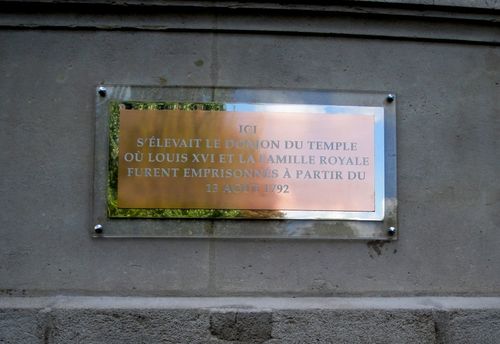 ICI
S'ÉLEVAIT LE DONJON DU TEMPLE
OÙ LOUIS XVI ET LA FAMILLE ROYALE
FURENT EMPRISONNÉS À PARTIR DU
13 AOÛT 1792